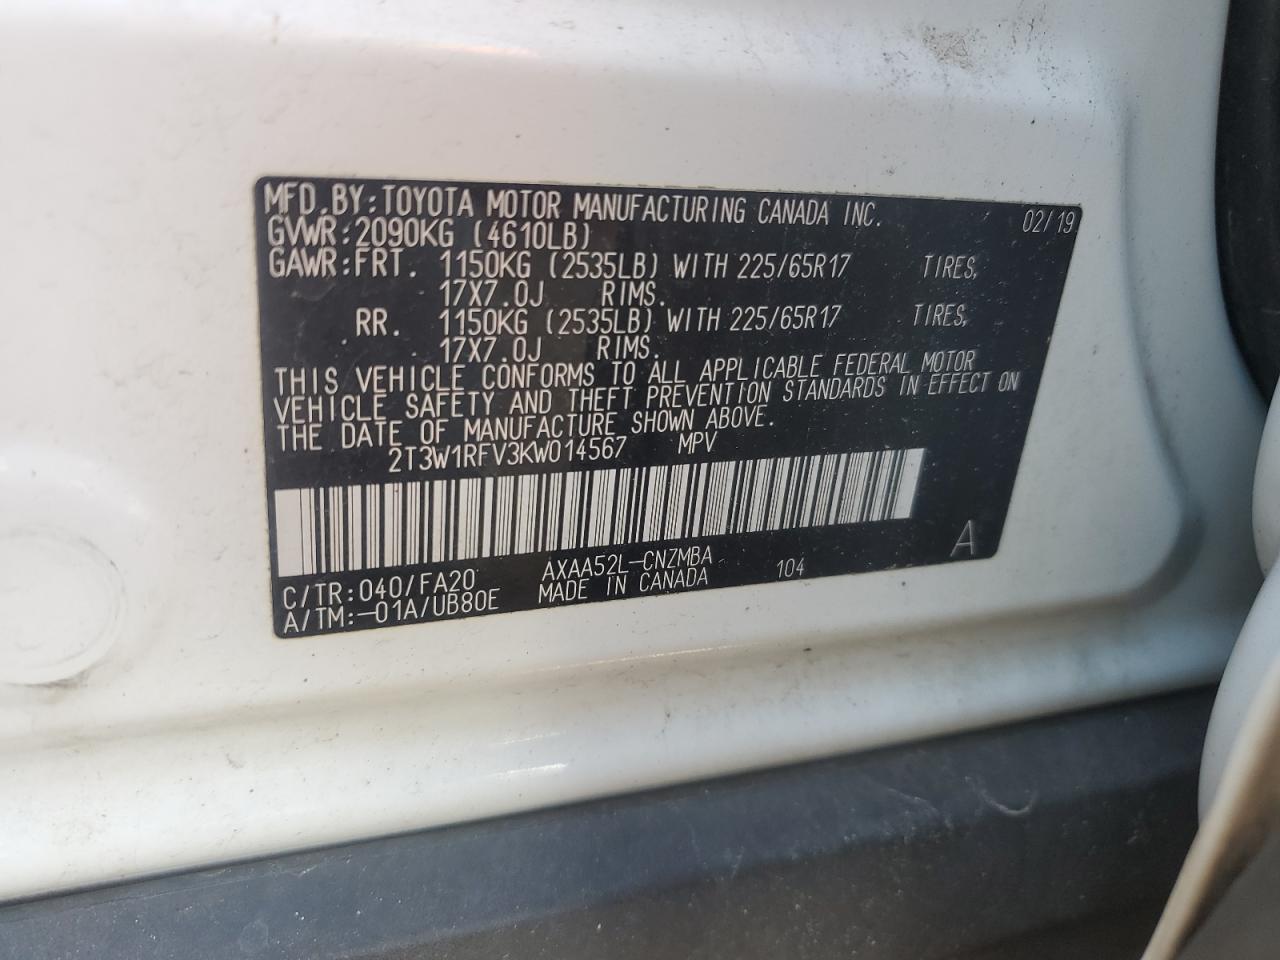 MFD.BY:TOYOTA MOTOR MANUFACTURING CANADA INC. 02/19
GVWR:2090KG (4610LB)
GAWR:FRT. 1150KG (2535LB) WITH 225/65R17 TIRES,
17X7.0J RIMS.
RR. 1150KG (2535LB) WITH 225/65R17 TIRES,
17X7.0J RIMS.
THIS VEHICLE CONFORMS TO ALL APPLICABLE FEDERAL MOTOR
VEHICLE SAFETY AND THEFT PREVENTION STANDARDS IN EFFECT ON
THE DATE OF MANUFACTURE SHOWN ABOVE.
2T3W1RFV3KW014567 MPV
C/TR:040/FA20 AXAA52L-CNZMBA 104 A
A/TM:-01A/UB80E MADE IN CANADA